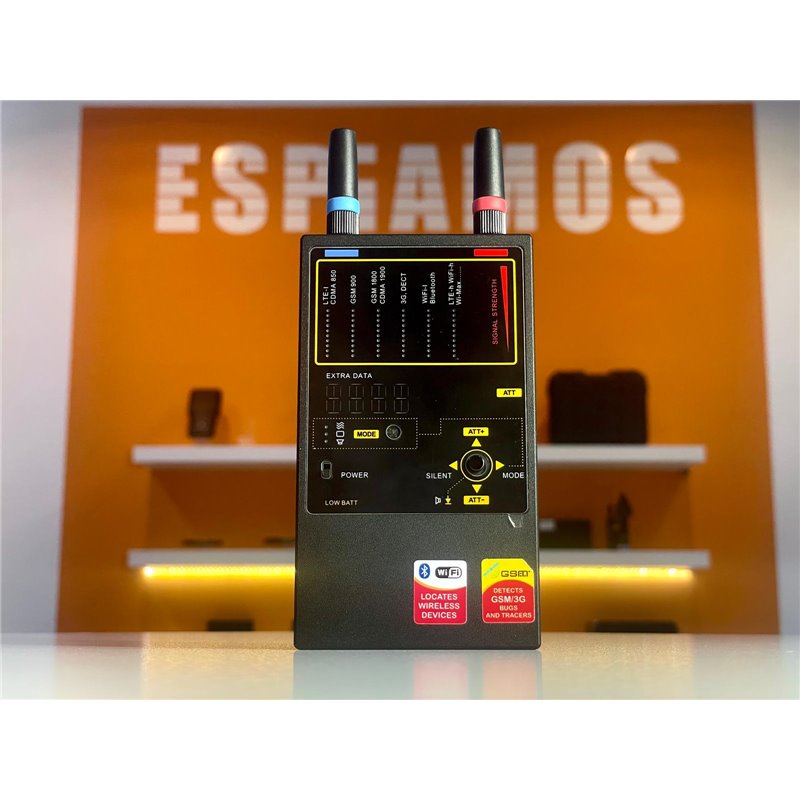 ESPIAMOS
LTE-l
CDMA 850
GSM 900
GSM 1800
CDMA 1900
3G, DECT
WiFi-l
Bluetooth
LTE-h WiFi-h
Wi-Max......
SIGNAL STRENGTH
EXTRA DATA
ATT
MODE
ATT+
POWER
SILENT
MODE
ATT-
LOW BATT
WiFi
LOCATES
WIRELESS
DEVICES
GSM
DETECTS
GSM/3G
BUGS
AND TRACERS